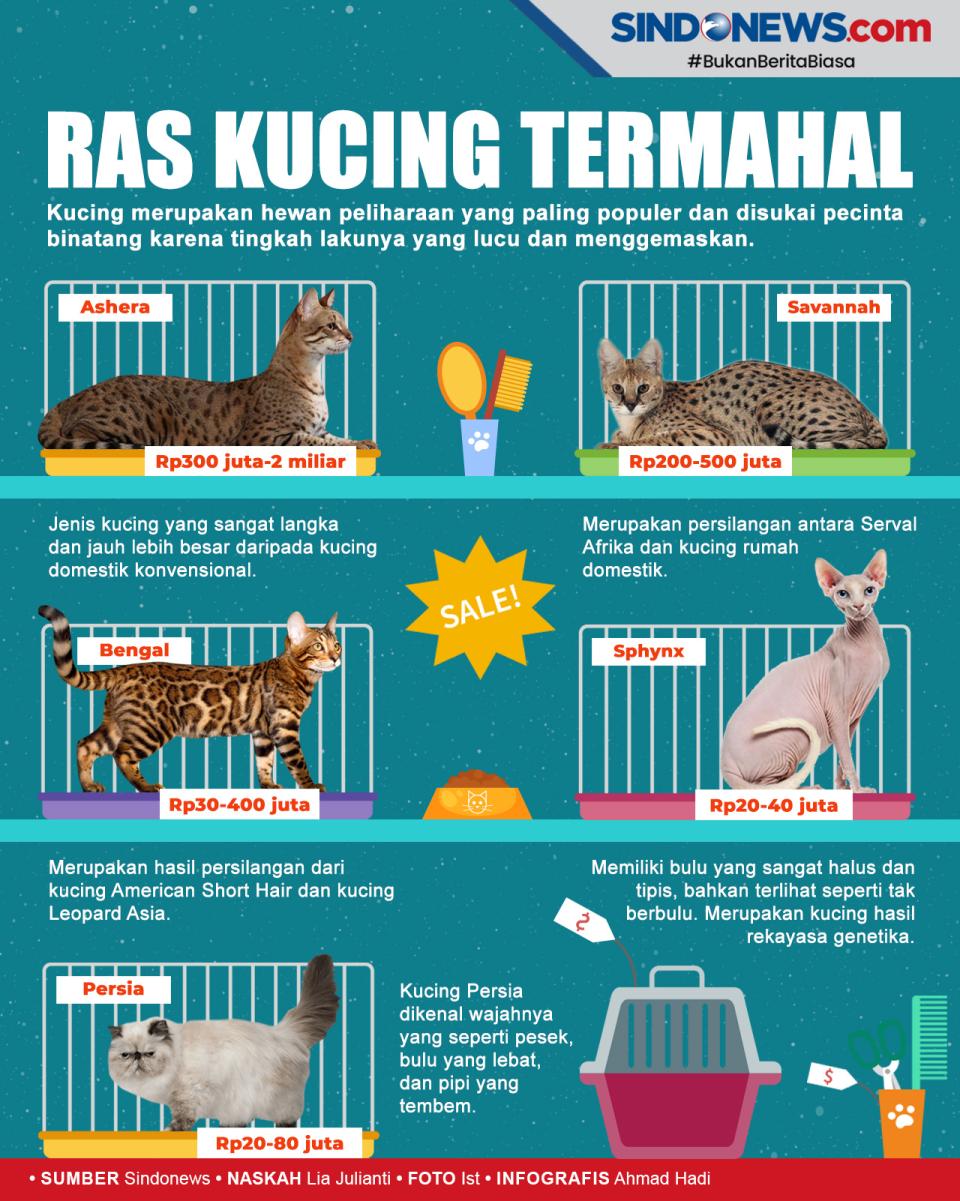 SINDONEWS.com
#BukanBeritaBiasa
RAS KUCING TERMAHAL
Kucing merupakan hewan peliharaan yang paling populer dan disukai pecinta
binatang karena tingkah lakunya yang lucu dan menggemaskan.
Ashera
Rp300 juta-2 miliar
Savannah
Rp200-500 juta
Jenis kucing yang sangat langka
dan jauh lebih besar daripada kucing
domestik konvensional.
SALE!
Merupakan persilangan antara Serval
Afrika dan kucing rumah
domestik.
Bengal
Rp30-400 juta
Sphynx
Rp20-40 juta
Merupakan hasil persilangan dari
kucing American Short Hair dan kucing
Leopard Asia.
Memiliki bulu yang sangat halus dan
tipis, bahkan terlihat seperti tak
berbulu. Merupakan kucing hasil
rekayasa genetika.
Persia
Rp20-80 juta
Kucing Persia
dikenal wajahnya
yang seperti pesek,
bulu yang lebat,
dan pipi yang
tembem.
$
$
• SUMBER Sindonews • NASKAH Lia Julianti • FOTO Ist • INFOGRAFIS Ahmad Hadi